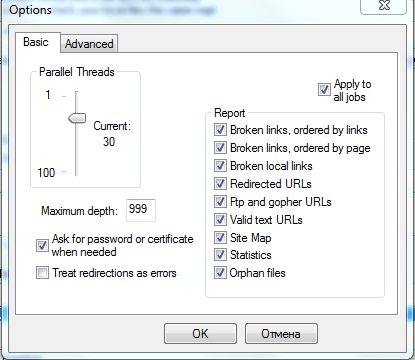 Options
Basic
Advanced
Parallel Threads
1
Current:
30
100
Apply to
all jobs
Maximum depth: 999
Ask for password or certificate
when needed
Treat redirections as errors
Report
Broken links, ordered by links
Broken links, ordered by page
Broken local links
Redirected URLs
Ftp and gopher URLs
Valid text URLs
Site Map
Statistics
Orphan files
OK
Отмена